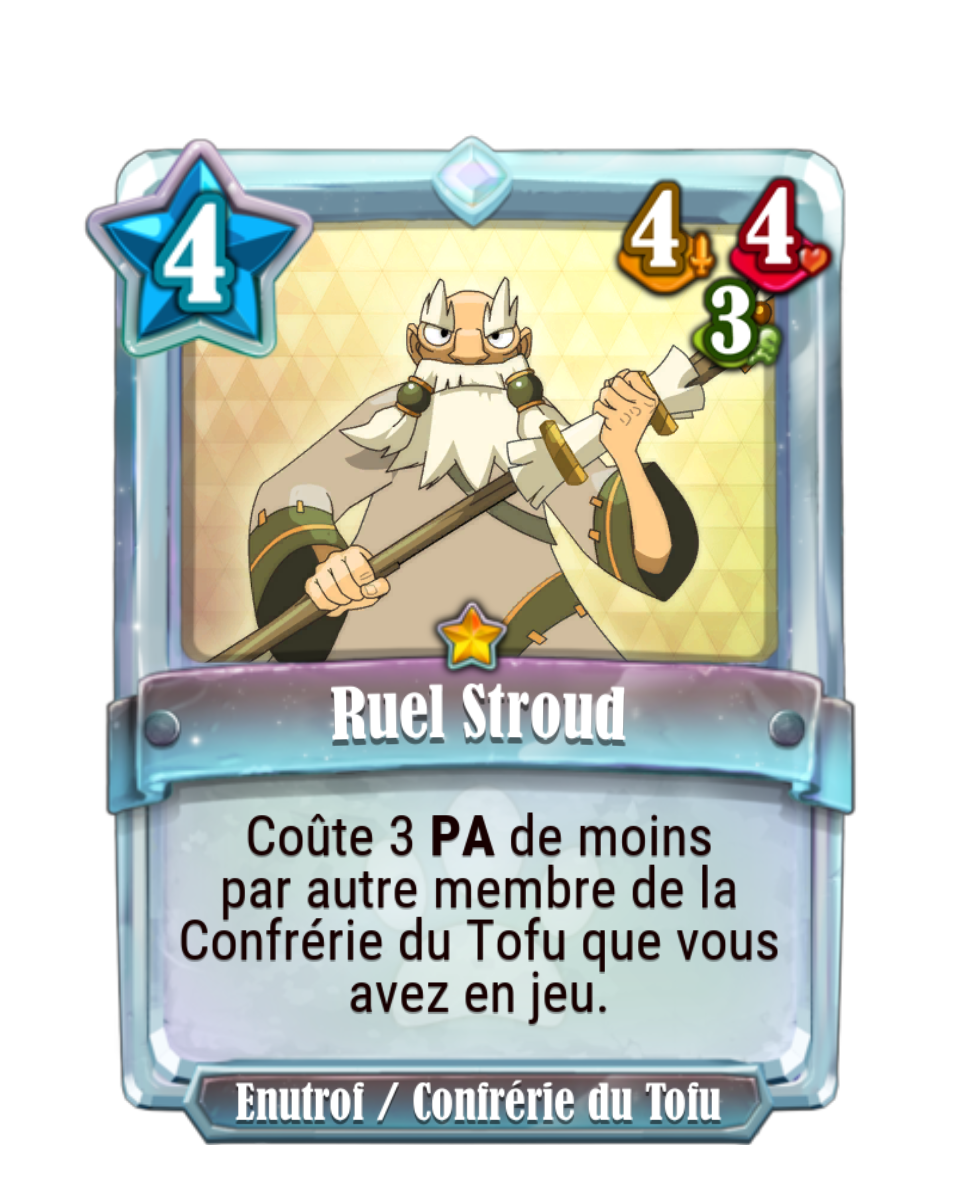 4
4
4
3
Ruel Stroud
Coûte 3 PA de moins
par autre membre de la
Confrérie du Tofu que vous
avez en jeu.
Enutrof / Confrérie du Tofu